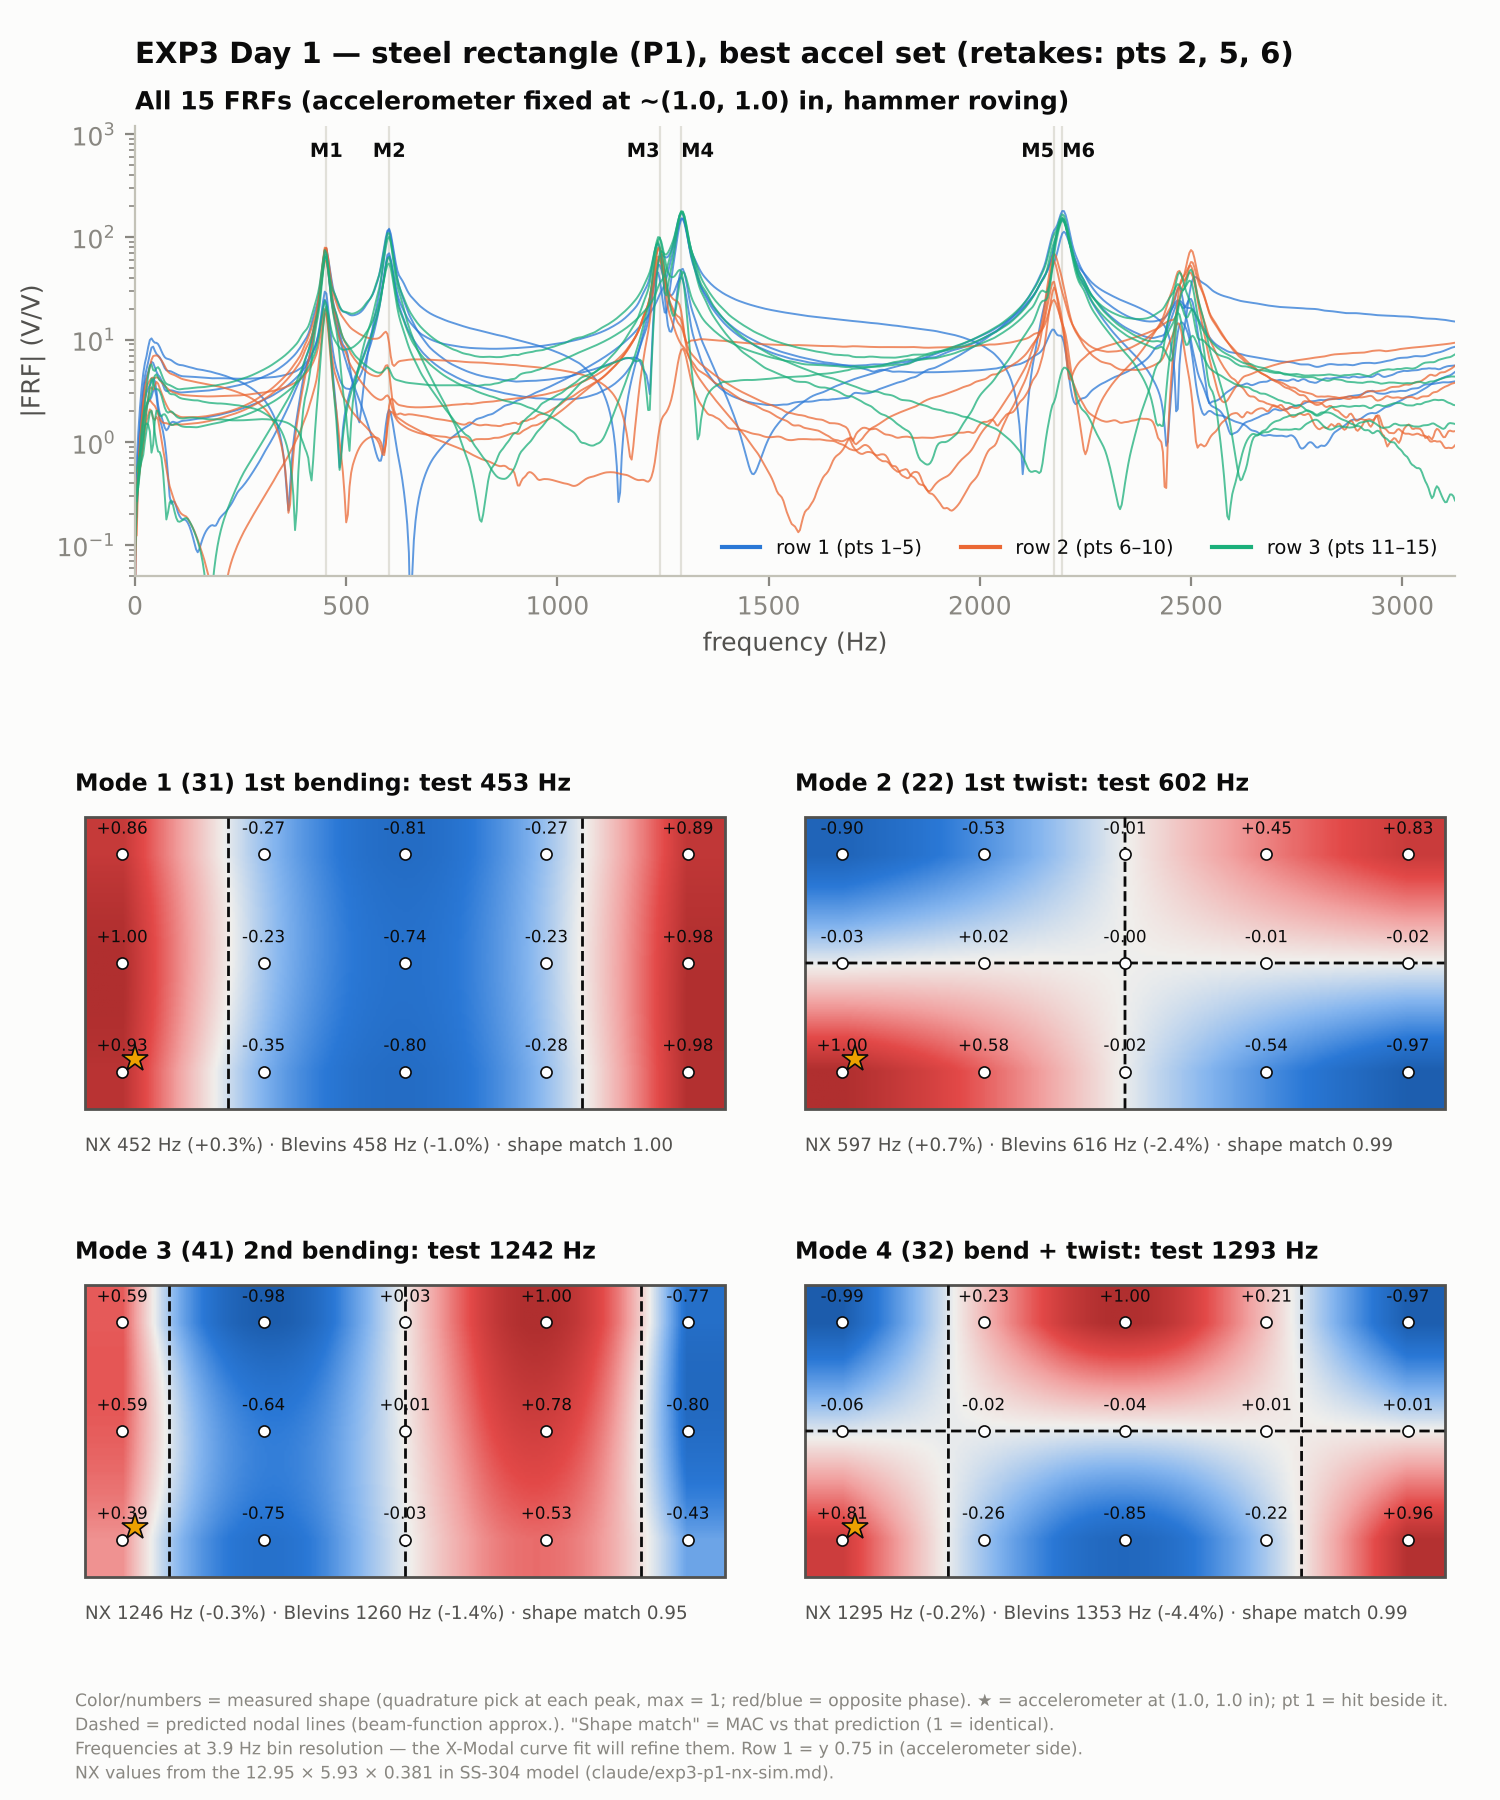 EXP3 Day 1 — steel rectangle (P1), best accel set (retakes: pts 2, 5, 6)
All 15 FRFs (accelerometer fixed at ~(1.0, 1.0) in, hammer roving)
10³
10²
10¹
10⁰
10⁻¹
|FRF| (V/V)
M1 M2 M3 M4 M5 M6
row 1 (pts 1–5) row 2 (pts 6–10) row 3 (pts 11–15)
0 500 1000 1500 2000 2500 3000
frequency (Hz)
Mode 1 (31) 1st bending: test 453 Hz
+0.86 -0.27 -0.81 -0.27 +0.89
+1.00 -0.23 -0.74 -0.23 +0.98
+0.93 -0.35 -0.80 -0.28 +0.98
NX 452 Hz (+0.3%) · Blevins 458 Hz (-1.0%) · shape match 1.00
Mode 2 (22) 1st twist: test 602 Hz
-0.90 -0.53 -0.01 +0.45 +0.83
-0.03 +0.02 -0.00 -0.01 -0.02
+1.00 +0.58 -0.02 -0.54 -0.97
NX 597 Hz (+0.7%) · Blevins 616 Hz (-2.4%) · shape match 0.99
Mode 3 (41) 2nd bending: test 1242 Hz
+0.59 -0.98 +0.03 +1.00 -0.77
+0.59 -0.64 +0.01 +0.78 -0.80
+0.39 -0.75 -0.03 +0.53 -0.43
NX 1246 Hz (-0.3%) · Blevins 1260 Hz (-1.4%) · shape match 0.95
Mode 4 (32) bend + twist: test 1293 Hz
-0.99 +0.23 +1.00 +0.21 -0.97
-0.06 -0.02 -0.04 +0.01 +0.01
+0.81 -0.26 -0.85 -0.22 +0.96
NX 1295 Hz (-0.2%) · Blevins 1353 Hz (-4.4%) · shape match 0.99
Color/numbers = measured shape (quadrature pick at each peak, max = 1; red/blue = opposite phase). ★ = accelerometer at (1.0, 1.0 in); pt 1 = hit beside it.
Dashed = predicted nodal lines (beam-function approx.). "Shape match" = MAC vs that prediction (1 = identical).
Frequencies at 3.9 Hz bin resolution — the X-Modal curve fit will refine them. Row 1 = y 0.75 in (accelerometer side).
NX values from the 12.95 × 5.93 × 0.381 in SS-304 model (claude/exp3-p1-nx-sim.md).